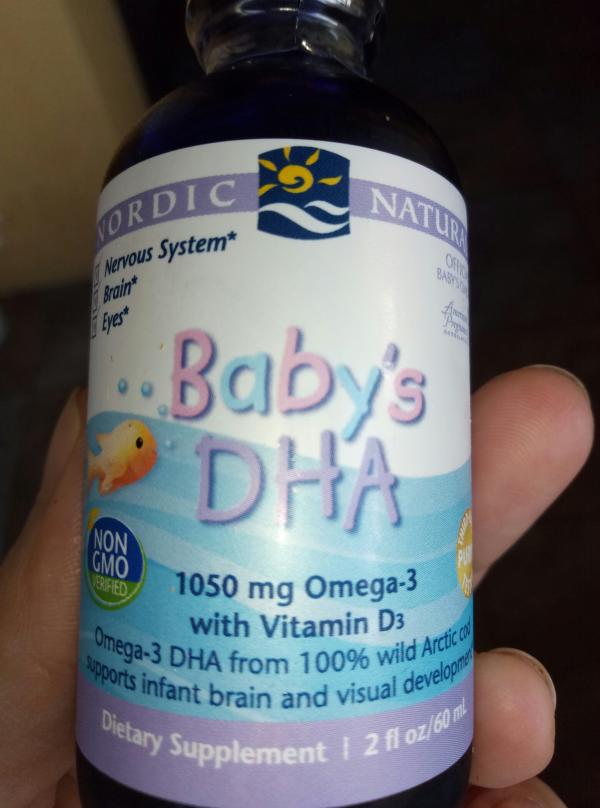 NORDIC NATURA
Nervous System*
Brain*
Eyes*
Baby's
DHA
NON
GMO
VERIFIED
1050 mg Omega-3
with Vitamin D3
Omega-3 DHA from 100% wild Arctic cod
supports infant brain and visual development
Dietary Supplement | 2 fl oz/60 mL